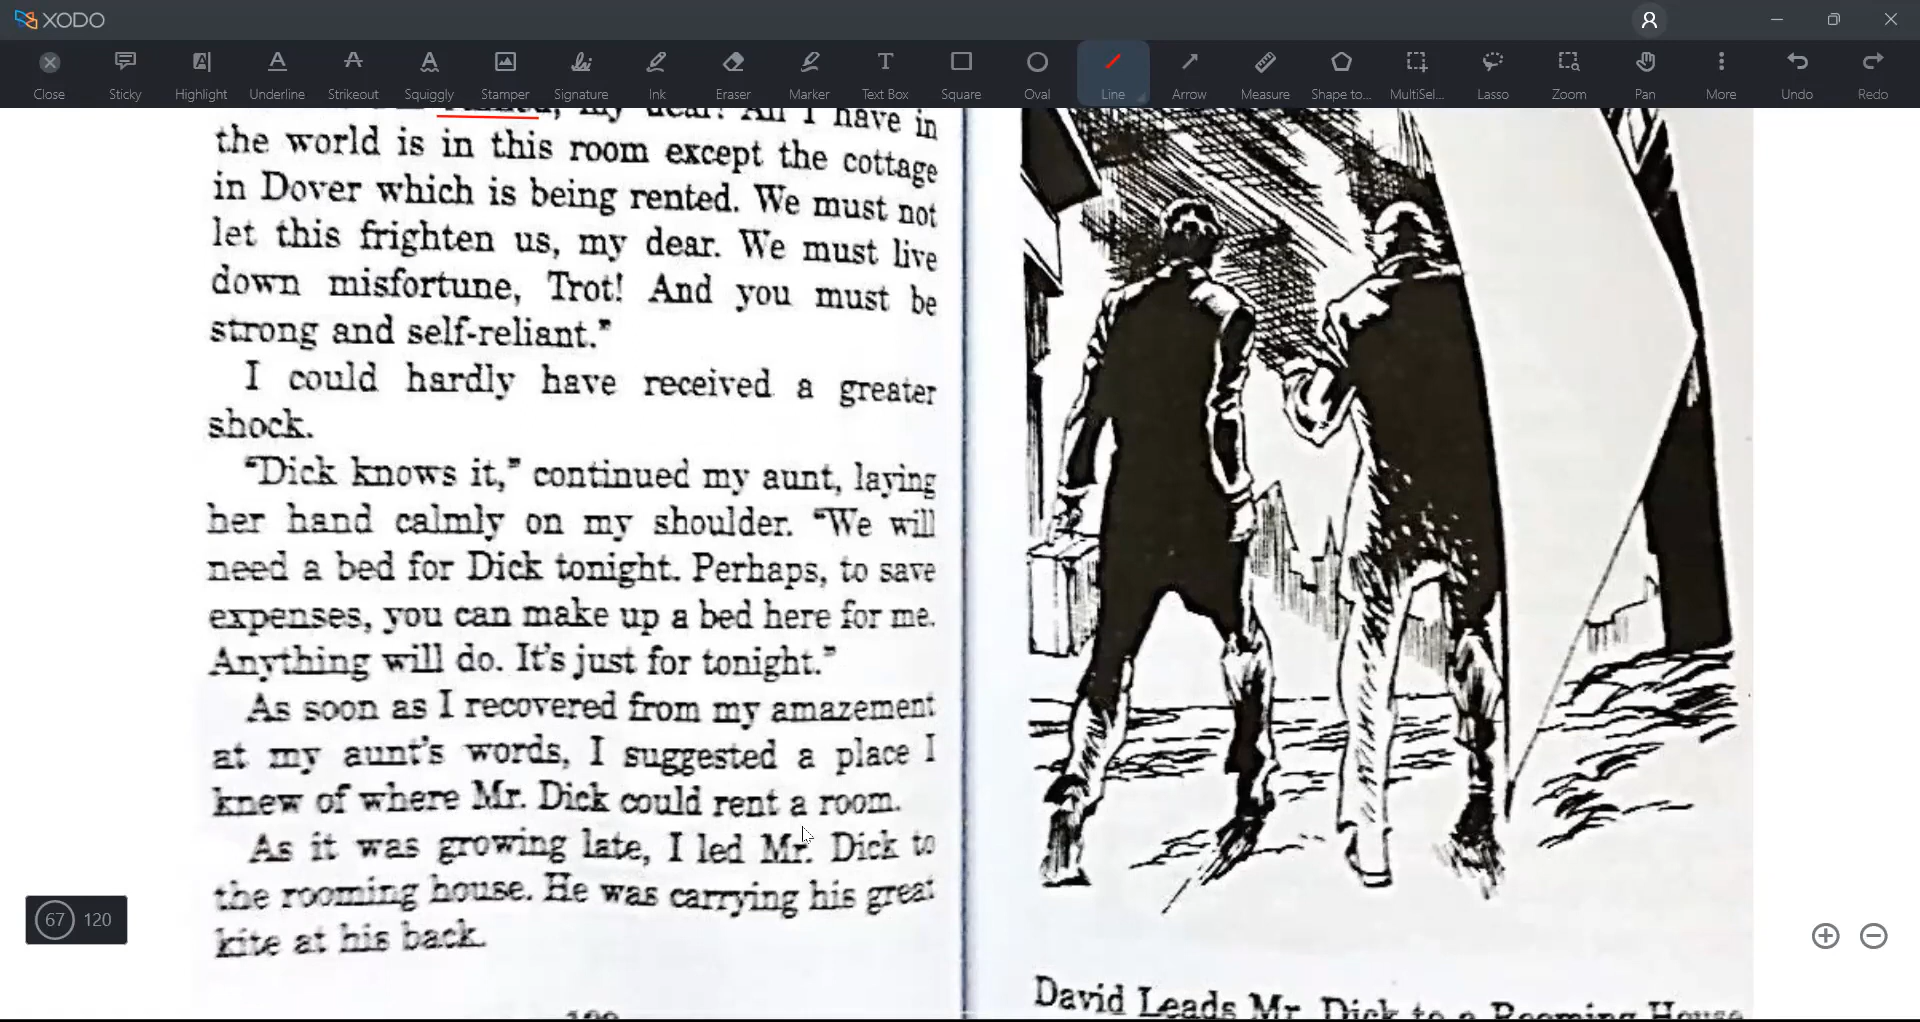 XODO
Close
Sticky
Highlight
Underline
Strikeout
Squiggly
Stamper
Signature
Ink
Eraser
Marker
Text Box
Square
Oval
Line
Arrow
Measure
Shape to...
MultiSel...
Lasso
Zoom
Pan
More
Undo
Redo
my dear! All I have in
the world is in this room except the cottage
in Dover which is being rented. We must not
let this frighten us, my dear. We must live
down misfortune, Trot! And you must be
strong and self-reliant."
I could hardly have received a greater
shock.
"Dick knows it," continued my aunt, laying
her hand calmly on my shoulder. "We will
need a bed for Dick tonight. Perhaps, to save
expenses, you can make up a bed here for me.
Anything will do. It's just for tonight."
As soon as I recovered from my amazement
at my aunt's words, I suggested a place I
knew of where Mr. Dick could rent a room.
As it was growing late, I led Mr. Dick to
the rooming house. He was carrying his great
kite at his back.
David Leads Mr. Dick to a Rooming House
67 120